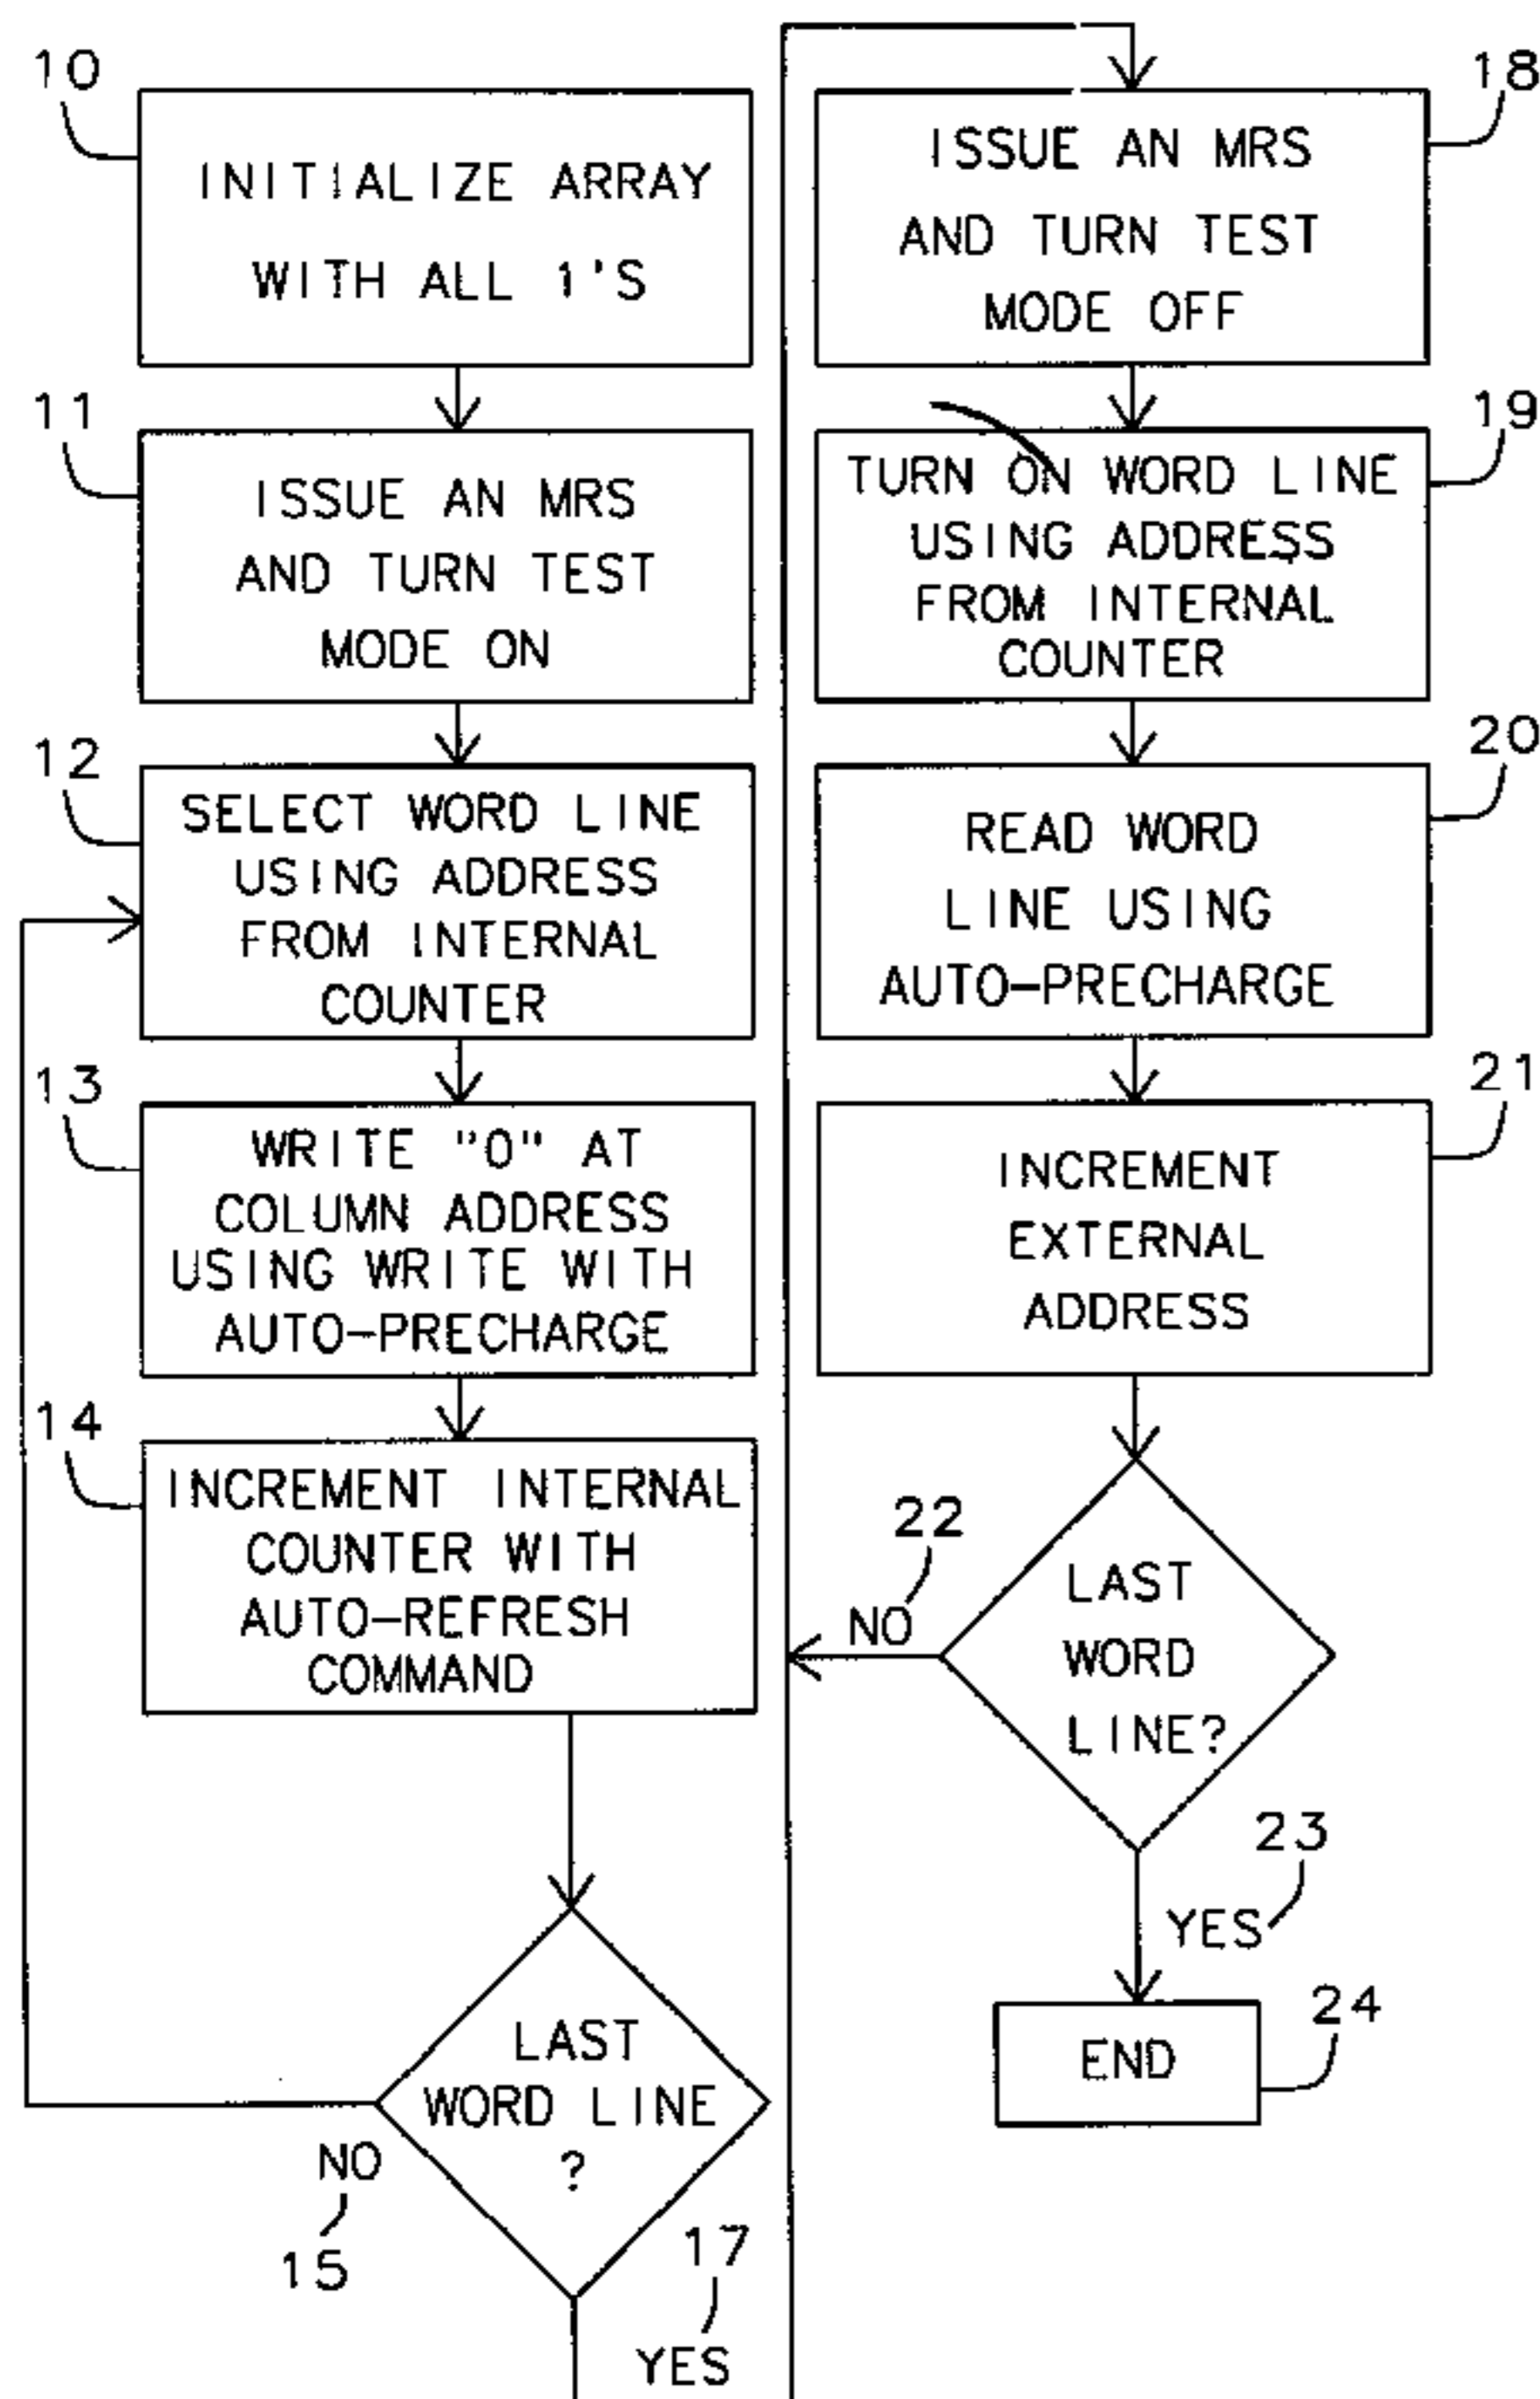 10
INITIALIZE ARRAY
WITH ALL 1'S
11
ISSUE AN MRS
AND TURN TEST
MODE ON
12
SELECT WORD LINE
USING ADDRESS
FROM INTERNAL
COUNTER
13
WRITE "0" AT
COLUMN ADDRESS
USING WRITE WITH
AUTO-PRECHARGE
14
INCREMENT INTERNAL
COUNTER WITH
AUTO-REFRESH
COMMAND
LAST
WORD LINE
?
NO
15
17
YES
18
ISSUE AN MRS
AND TURN TEST
MODE OFF
19
TURN ON WORD LINE
USING ADDRESS
FROM INTERNAL
COUNTER
20
READ WORD
LINE USING
AUTO-PRECHARGE
21
INCREMENT
EXTERNAL
ADDRESS
22
NO
LAST
WORD
LINE?
23
YES
24
END